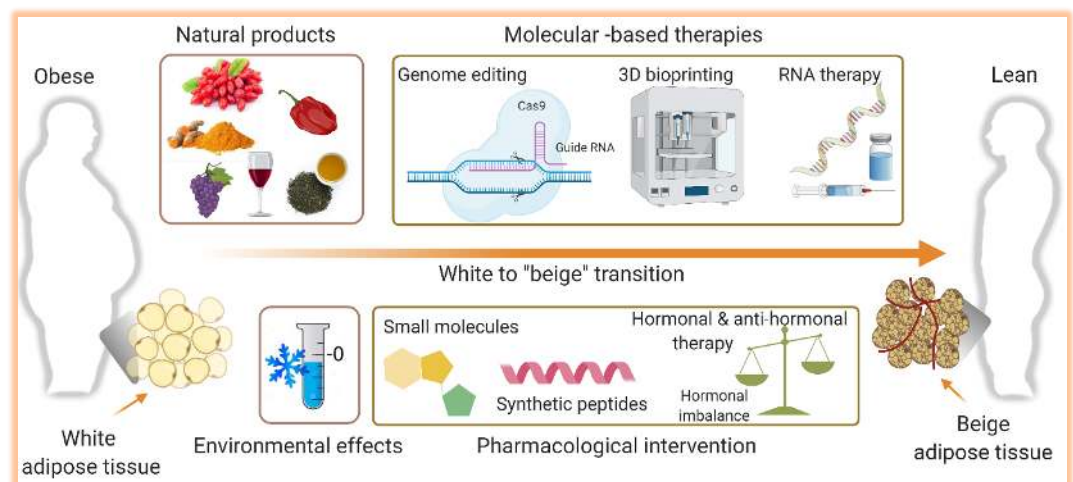 Natural products
Molecular -based therapies
Obese
Genome editing
3D bioprinting
RNA therapy
Lean
Cas9
Guide RNA
White to "beige" transition
Small molecules
Hormonal & anti-hormonal
therapy
-0
Synthetic peptides
Hormonal
imbalance
White
adipose tissue
Environmental effects
Pharmacological intervention
Beige
adipose tissue